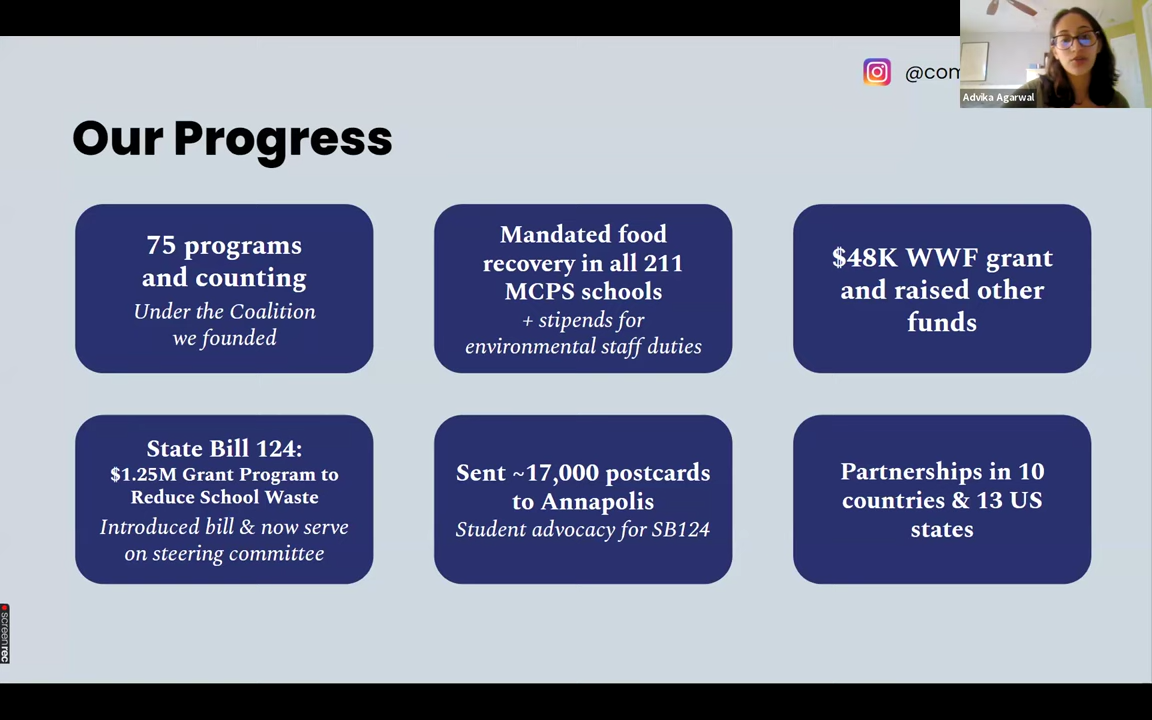 @com
Advika Agarwal
Our Progress
75 programs
and counting
Under the Coalition
we founded
Mandated food
recovery in all 211
MCPS schools
+ stipends for
environmental staff duties
$48K WWF grant
and raised other
funds
State Bill 124:
$1.25M Grant Program to
Reduce School Waste
Introduced bill & now serve
on steering committee
Sent ~17,000 postcards
to Annapolis
Student advocacy for SB124
Partnerships in 10
countries & 13 US
states
screenrec